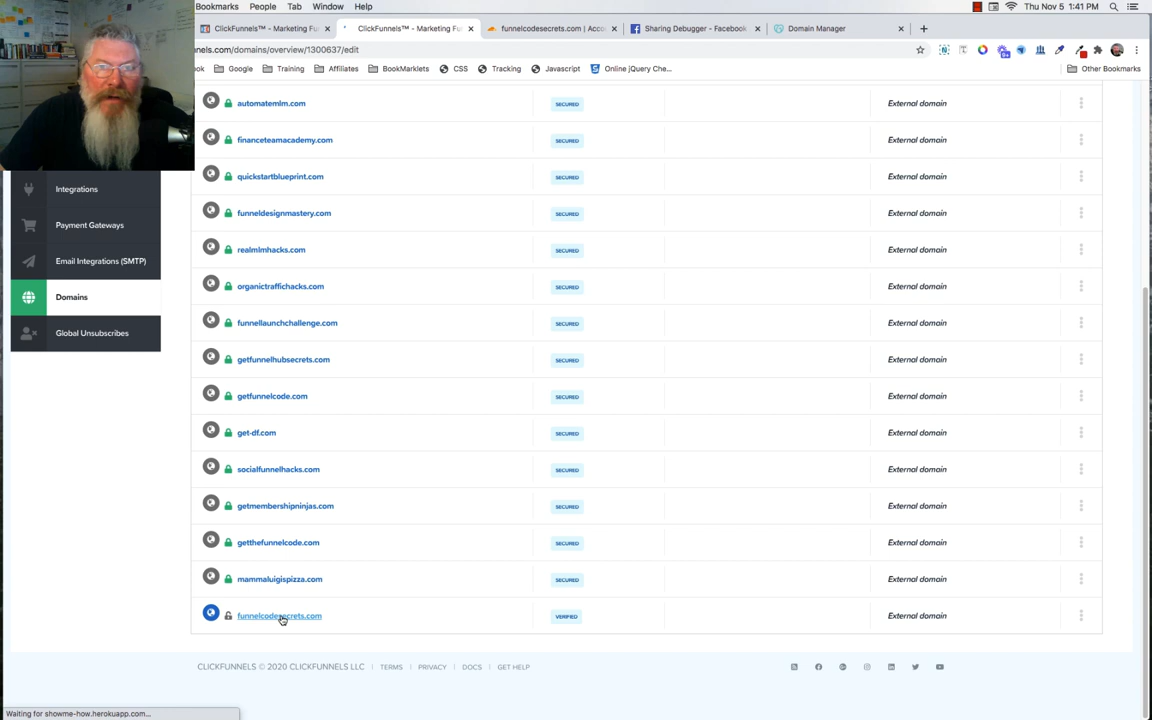 Bookmarks People Tab Window Help Thu Nov 5 1:41 PM
ClickFunnels™ - Marketing Fun ClickFunnels™ - Marketing Fu funnelcodesecrets.com | Acco Sharing Debugger - Facebook Domain Manager
nels.com/domains/overview/1300637/edit
ok Google Training Affiliates BookMarklets CSS Tracking Javascript Online jQuery Che... Other Bookmarks
automatemlm.com SECURED External domain
financeteamacademy.com SECURED External domain
quickstartblueprint.com SECURED External domain
Integrations
funneldesignmastery.com SECURED External domain
Payment Gateways
realmlmhacks.com SECURED External domain
Email Integrations (SMTP)
organictraffichacks.com SECURED External domain
Domains
funnellaunchchallenge.com SECURED External domain
Global Unsubscribes
getfunnelhubsecrets.com SECURED External domain
getfunnelcode.com SECURED External domain
get-df.com SECURED External domain
socialfunnelhacks.com SECURED External domain
getmembershipninjas.com SECURED External domain
getthefunnelcode.com SECURED External domain
mammaluigispizza.com SECURED External domain
funnelcodesecrets.com VERIFIED External domain
CLICKFUNNELS © 2020 CLICKFUNNELS LLC | TERMS | PRIVACY | DOCS | GET HELP
Waiting for showme-how.herokuapp.com...